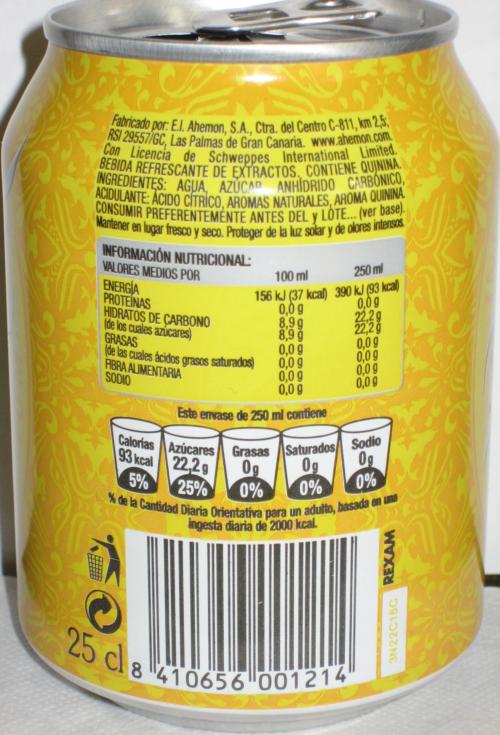 Fabricado por: E.I. Ahemon, S.A., Ctra. del Centro C-811, km 2,5;
RSI 29557/GC, Las Palmas de Gran Canaria. www.ahemon.com.
Con Licencia de Schweppes International Limited.
BEBIDA REFRESCANTE DE EXTRACTOS. CONTIENE QUININA.
INGREDIENTES: AGUA, AZÚCAR, ANHÍDRIDO CARBÓNICO,
ACIDULANTE: ÁCIDO CÍTRICO, AROMAS NATURALES, AROMA QUININA.
CONSUMIR PREFERENTEMENTE ANTES DEL y LOTE... (ver base).
Mantener en lugar fresco y seco. Proteger de la luz solar y de olores intensos.
INFORMACIÓN NUTRICIONAL:
VALORES MEDIOS POR 100 ml 250 ml
ENERGÍA 156 kJ (37 kcal) 390 kJ (93 kcal)
PROTEÍNAS 0,0 g 0,0 g
HIDRATOS DE CARBONO 8,9 g 22,2 g
(de los cuales azúcares) 8,9 g 22,2 g
GRASAS 0,0 g 0,0 g
(de las cuales ácidos grasos saturados) 0,0 g 0,0 g
FIBRA ALIMENTARIA 0,0 g 0,0 g
SODIO 0,0 g 0,0 g
Este envase de 250 ml contiene
Calorías Azúcares Grasas Saturados Sodio
93 kcal 22,2 g 0g 0g 0g
5% 25% 0% 0% 0%
% de la Cantidad Diaria Orientativa para un adulto, basada en una
ingesta diaria de 2000 kcal.
REXAM
3N22C16C
25 cl
8 410656 001214